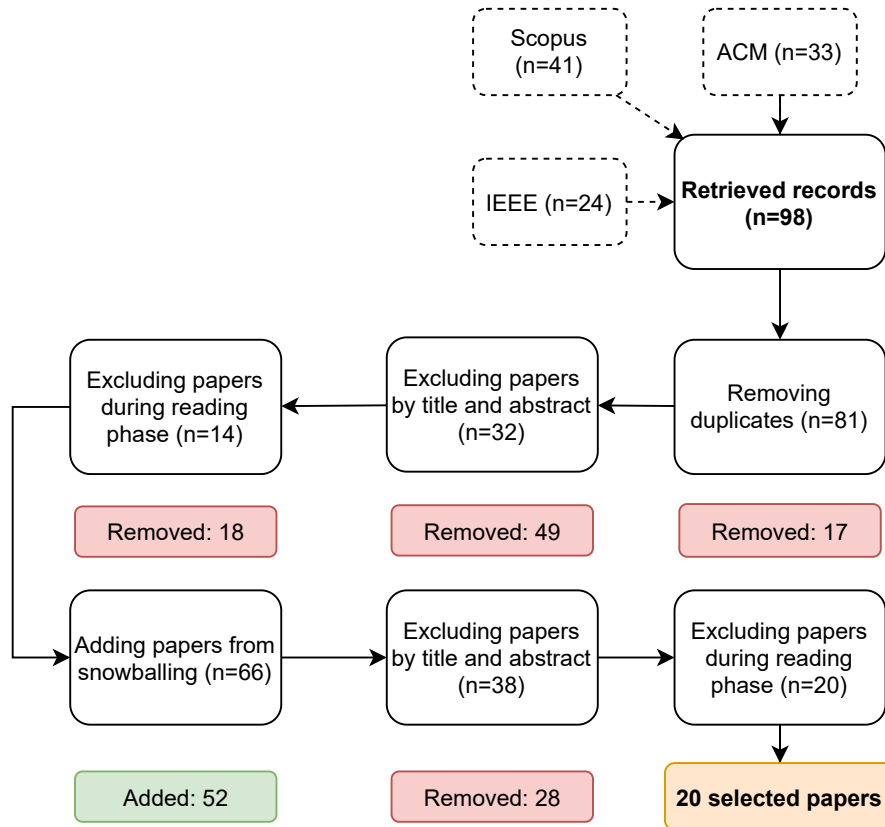 Scopus
(n=41)
ACM (n=33)
IEEE (n=24)
Retrieved records
(n=98)
Removing
duplicates (n=81)
Removed: 17
Excluding papers
by title and abstract
(n=32)
Removed: 49
Excluding papers
during reading
phase (n=14)
Removed: 18
Adding papers from
snowballing (n=66)
Added: 52
Excluding papers
by title and abstract
(n=38)
Removed: 28
Excluding papers
during reading
phase (n=20)
20 selected papers